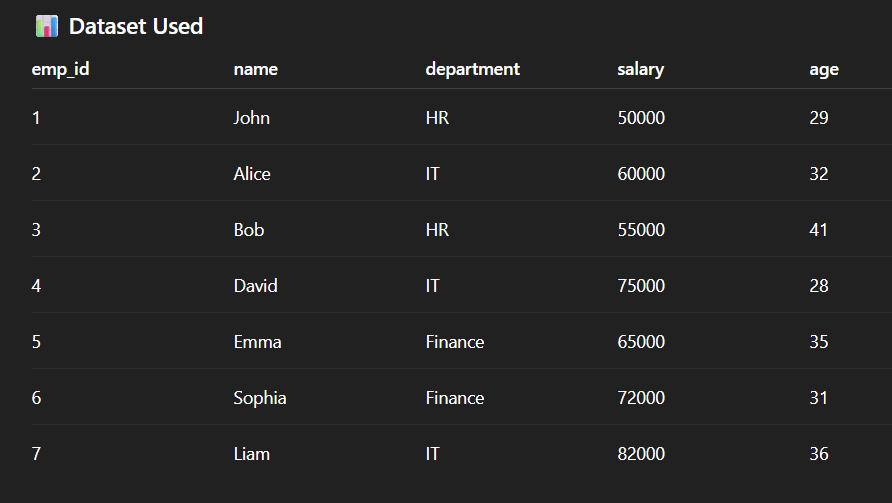 Dataset Used
emp_id name department salary age
1 John HR 50000 29
2 Alice IT 60000 32
3 Bob HR 55000 41
4 David IT 75000 28
5 Emma Finance 65000 35
6 Sophia Finance 72000 31
7 Liam IT 82000 36